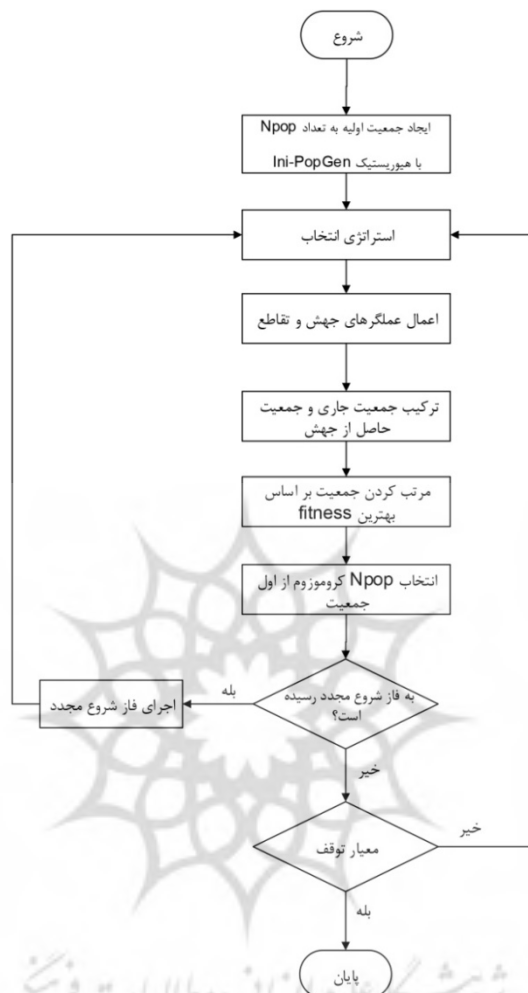 شروع
ایجاد جمعیت اولیه به تعداد Npop
با هیوریستیک Ini-PopGen
استراتژی انتخاب
اعمال عملگرهای جهش و تقاطع
ترکیب جمعیت جاری و جمعیت
حاصل از جهش
مرتب کردن جمعیت بر اساس
بهترین fitness
انتخاب Npop کروموزوم از اول
جمعیت
به فاز شروع مجدد رسیده
است؟
بله
اجرای فاز شروع مجدد
خیر
معیار توقف
خیر
بله
پایان